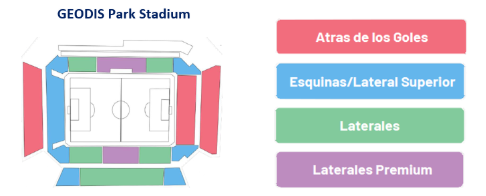 GEODIS Park Stadium
Atras de los Goles
Esquinas/Lateral Superior
Laterales
Laterales Premium